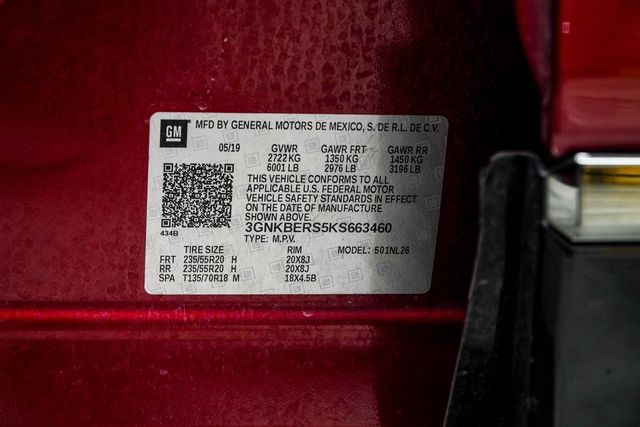 GM
MFD BY GENERAL MOTORS DE MEXICO, S. DE R.L. DE C.V.
05/19 GVWR GAWR FRT GAWR RR
2722 KG 1350 KG 1450 KG
6001 LB 2976 LB 3196 LB
THIS VEHICLE CONFORMS TO ALL
APPLICABLE U.S. FEDERAL MOTOR
VEHICLE SAFETY STANDARDS IN EFFECT
ON THE DATE OF MANUFACTURE
SHOWN ABOVE.
434B
3GNKBERS5KS663460
TYPE: M.P.V.
TIRE SIZE RIM MODEL: 501NL26
FRT 235/55R20 H 20X8J
RR 235/55R20 H 20X8J
SPA T135/70R18 M 18X4.5B